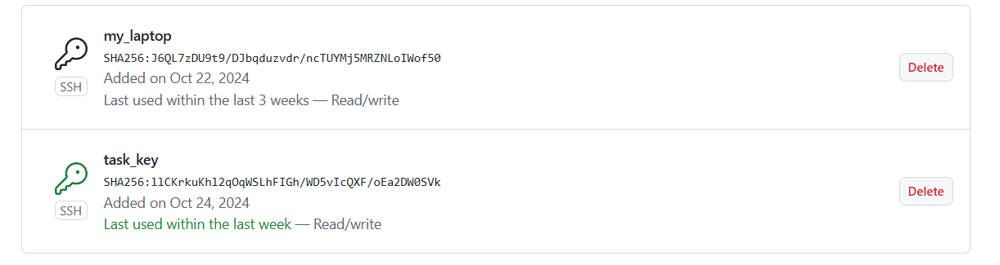 my_laptop
SHA256:J6QL7zDU9t9/DJbqduzvdr/ncTUYMj5MRZNLoIWof50
SSH
Added on Oct 22, 2024
Last used within the last 3 weeks — Read/write
Delete
task_key
SHA256:llCKrkuKhl2qOqWSLhFIGh/WD5vIcQXF/oEa2DW0SVk
SSH
Added on Oct 24, 2024
Last used within the last week — Read/write
Delete